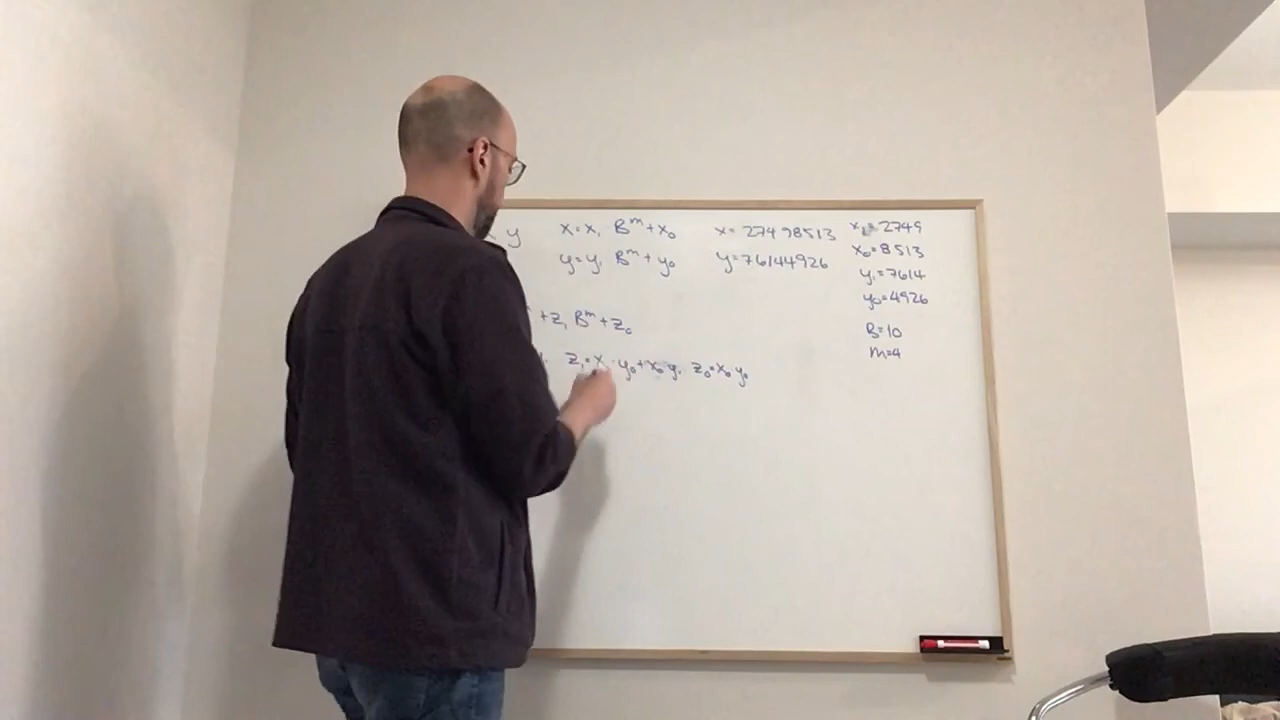 y x = x₁ Bᵐ + x₀ x = 27498513 x₁=2749
y = y₁ Bᵐ + y₀ y = 76144926 x₀=8513
y₁=7614
y₀=4926
+ z₁ Bᵐ + z₀ B=10
m=4
z₁ = x₁ y₀ + x₀ y₁ z₀ = x₀ y₀